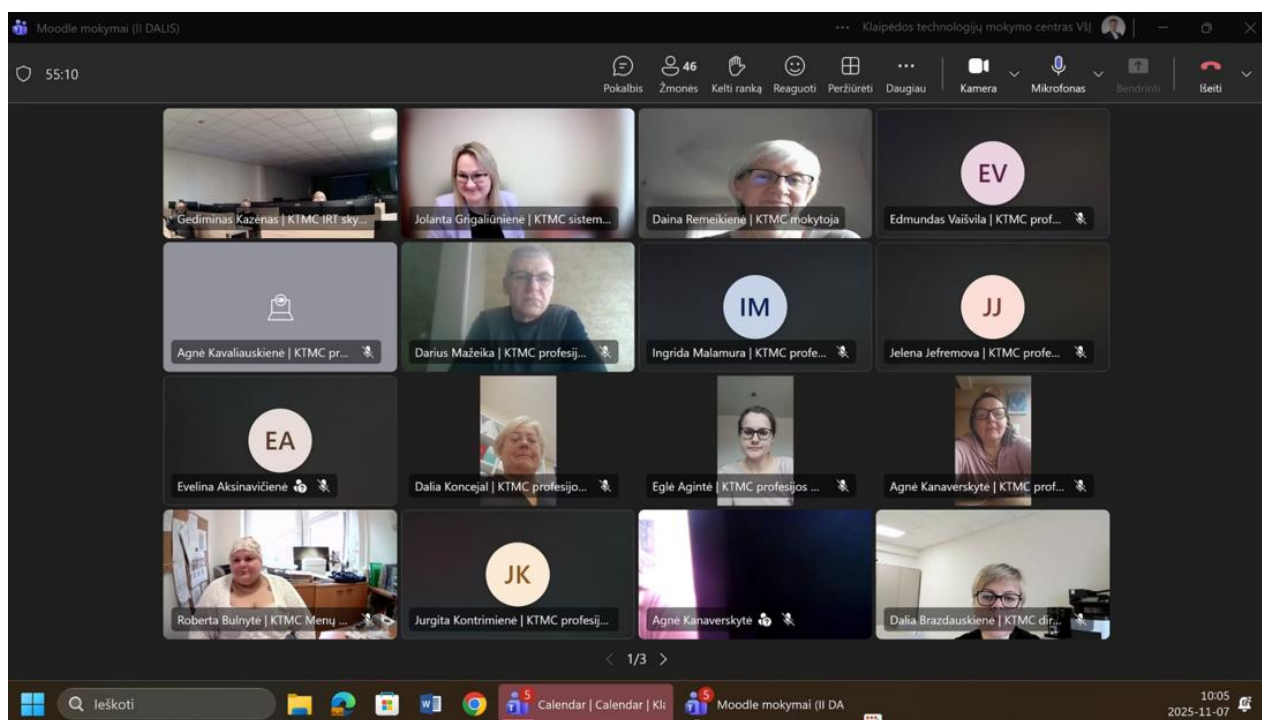 Moodle mokymai (II DALIS)
Klaipėdos technologijų mokymo centras VšĮ
55:10
Pokalbis
46
Žmonės
Kelti ranką
Reaguoti
Peržiūrėti
Daugiau
Kamera
Mikrofonas
Bendrinti
Išeiti
Gediminas Kazėnas | KTMC IRT sky...
Jolanta Grigaliūnienė | KTMC sistem...
Daina Remeikienė | KTMC mokytoja
EV
Edmundas Vaišvila | KTMC prof...
Agnė Kavaliauskienė | KTMC pr...
Darius Mažeika | KTMC profesij...
IM
Ingrida Malamura | KTMC profe...
JJ
Jelena Jefremova | KTMC profe...
EA
Evelina Aksinavičienė
Dalia Koncejal | KTMC profesijo...
Eglė Agintė | KTMC profesijos ...
Agnė Kanaverskytė | KTMC prof...
Roberta Bulnytė | KTMC Menų ...
JK
Jurgita Kontrimienė | KTMC profesij...
Agnė Kanaverskytė
Dalia Brazdauskienė | KTMC dir...
1/3
Ieškoti
5
Calendar | Calendar | Kla
5
Moodle mokymai (II DA
10:05
2025-11-07